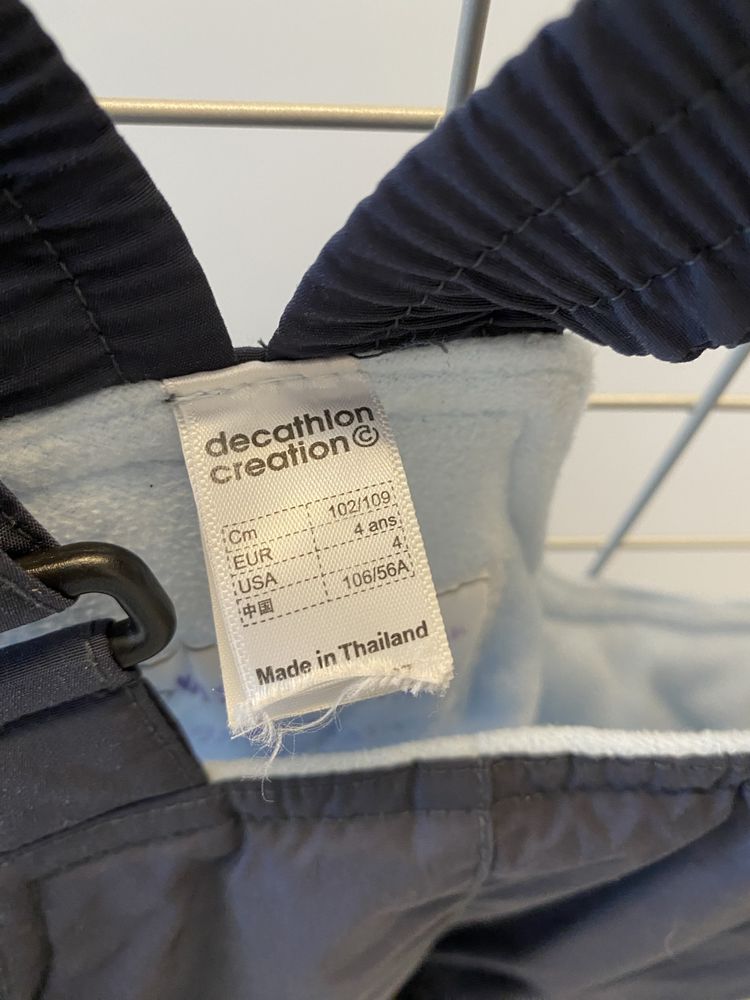 decathlon
creation ©
Cm 102/109
EUR 4 ans
USA 4
中国 106/56A
Made in Thailand